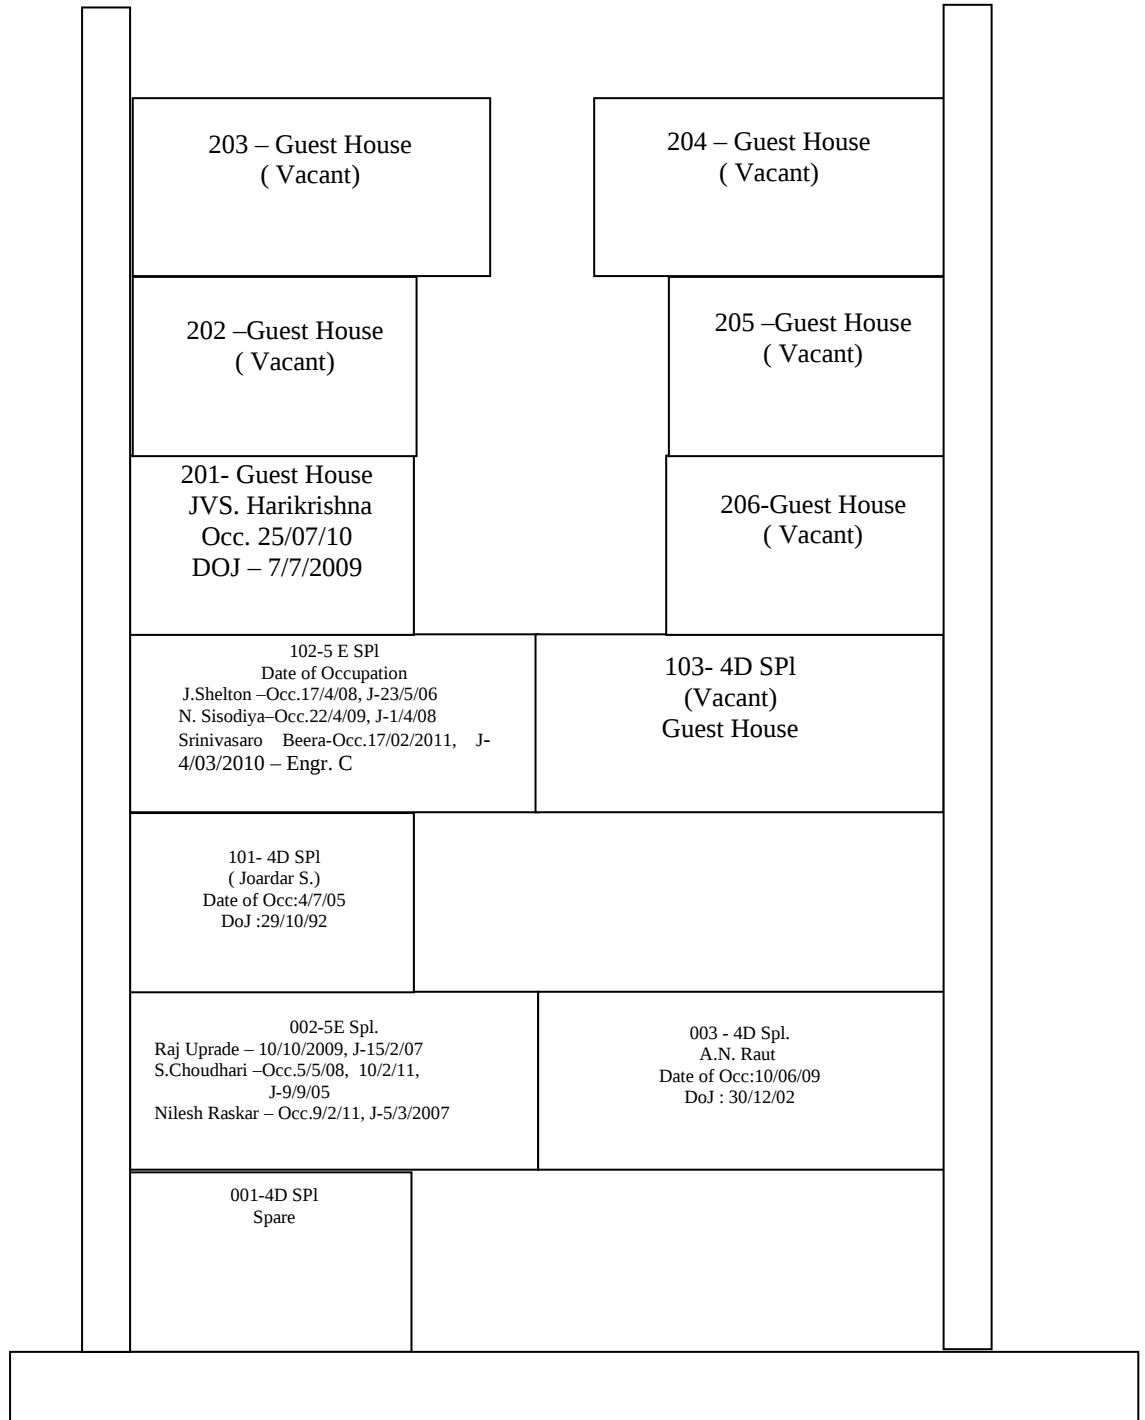 203 – Guest House
( Vacant)
204 – Guest House
( Vacant)
202 –Guest House
( Vacant)
205 –Guest House
( Vacant)
201- Guest House
JVS. Harikrishna
Occ. 25/07/10
DOJ – 7/7/2009
206-Guest House
( Vacant)
102-5 E SPl
Date of Occupation
J.Shelton –Occ.17/4/08, J-23/5/06
N. Sisodiya–Occ.22/4/09, J-1/4/08
Srinivasaro Beera-Occ.17/02/2011, J-
4/03/2010 – Engr. C
103- 4D SPl
(Vacant)
Guest House
101- 4D SPl
( Joardar S.)
Date of Occ:4/7/05
DoJ :29/10/92
002-5E Spl.
Raj Uprade – 10/10/2009, J-15/2/07
S.Choudhari –Occ.5/5/08, 10/2/11,
J-9/9/05
Nilesh Raskar – Occ.9/2/11, J-5/3/2007
003 - 4D Spl.
A.N. Raut
Date of Occ:10/06/09
DoJ : 30/12/02
001-4D SPl
Spare